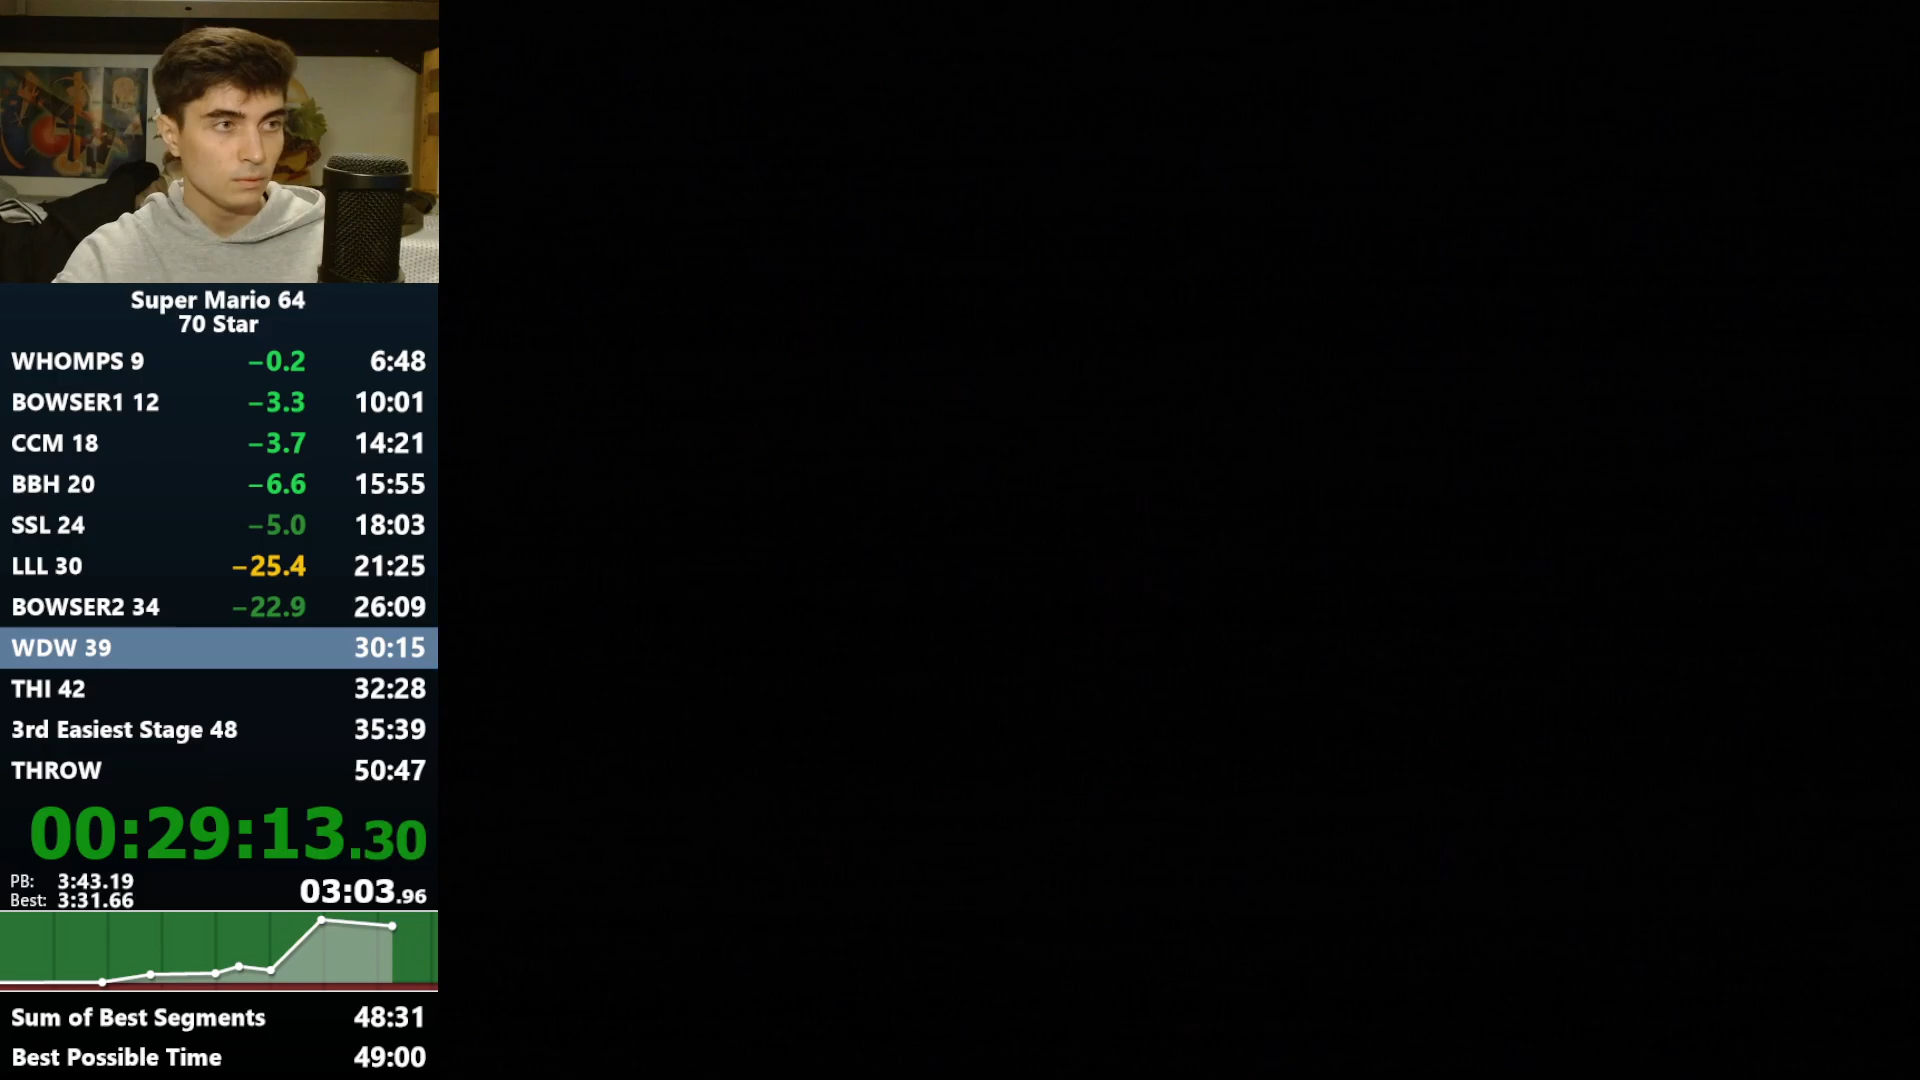 Super Mario 64
70 Star
WHOMPS 9 −0.2 6:48
BOWSER1 12 −3.3 10:01
CCM 18 −3.7 14:21
BBH 20 −6.6 15:55
SSL 24 −5.0 18:03
LLL 30 −25.4 21:25
BOWSER2 34 −22.9 26:09
WDW 39 30:15
THI 42 32:28
3rd Easiest Stage 48 35:39
THROW 50:47
00:29:13.30
PB: 3:43.19
Best: 3:31.66
03:03.96
Sum of Best Segments 48:31
Best Possible Time 49:00